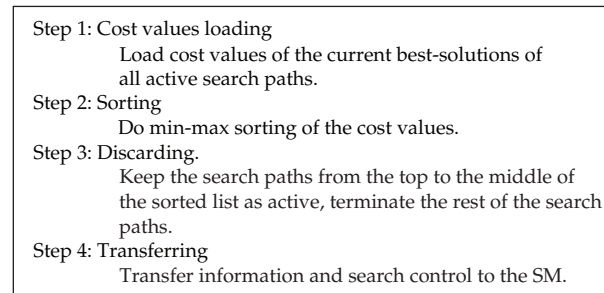 Step 1: Cost values loading
Load cost values of the current best-solutions of
all active search paths.
Step 2: Sorting
Do min-max sorting of the cost values.
Step 3: Discarding.
Keep the search paths from the top to the middle of
the sorted list as active, terminate the rest of the search
paths.
Step 4: Transferring
Transfer information and search control to the SM.